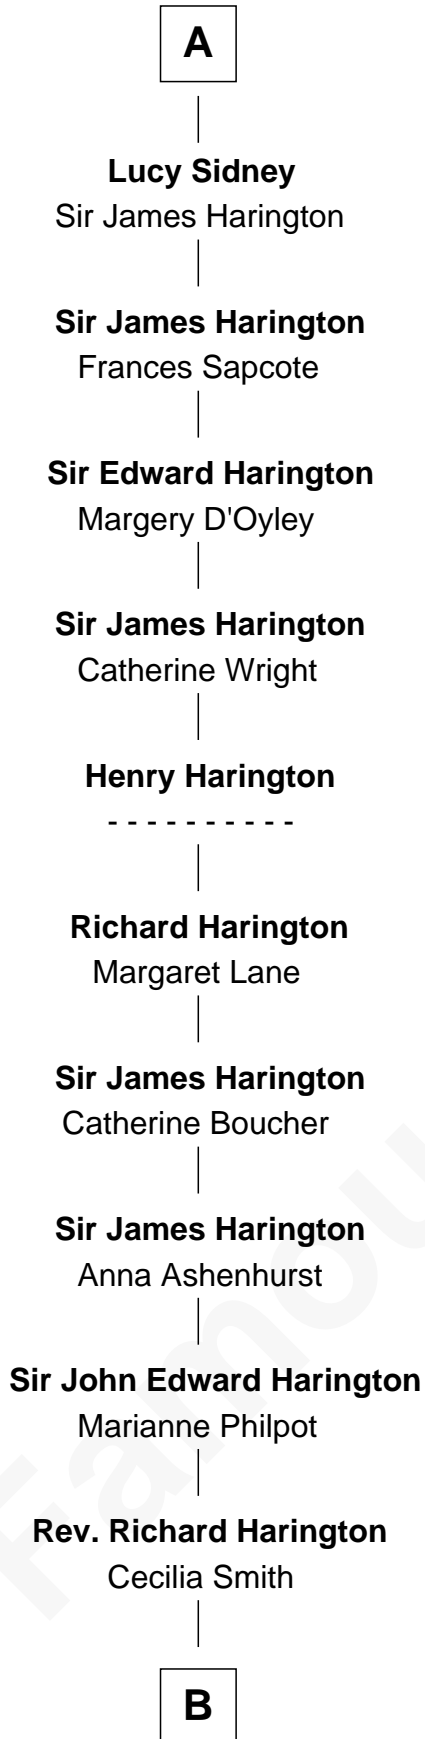 A
Lucy Sidney
Sir James Harington
Sir James Harington
Frances Sapcote
Sir Edward Harington
Margery D'Oyley
Sir James Harington
Catherine Wright
Henry Harington
- - - - - - - - - -
Richard Harington
Margaret Lane
Sir James Harington
Catherine Boucher
Sir James Harington
Anna Ashenhurst
Sir John Edward Harington
Marianne Philpot
Rev. Richard Harington
Cecilia Smith
B
Famou